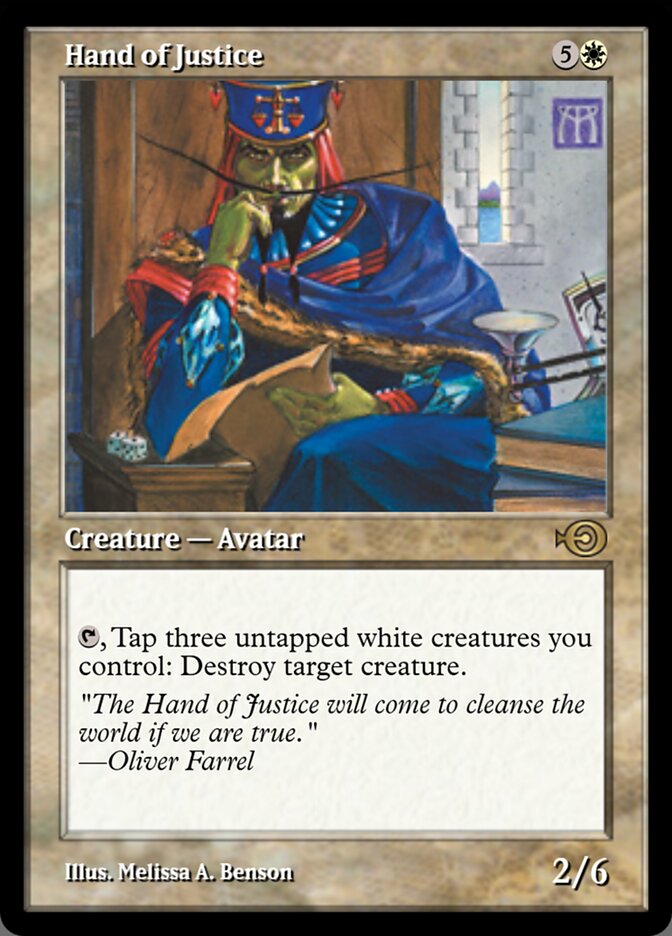 Hand of Justice
5
Creature — Avatar
, Tap three untapped white creatures you
control: Destroy target creature.
"The Hand of Justice will come to cleanse the
world if we are true."
—Oliver Farrel
Illus. Melissa A. Benson
2/6